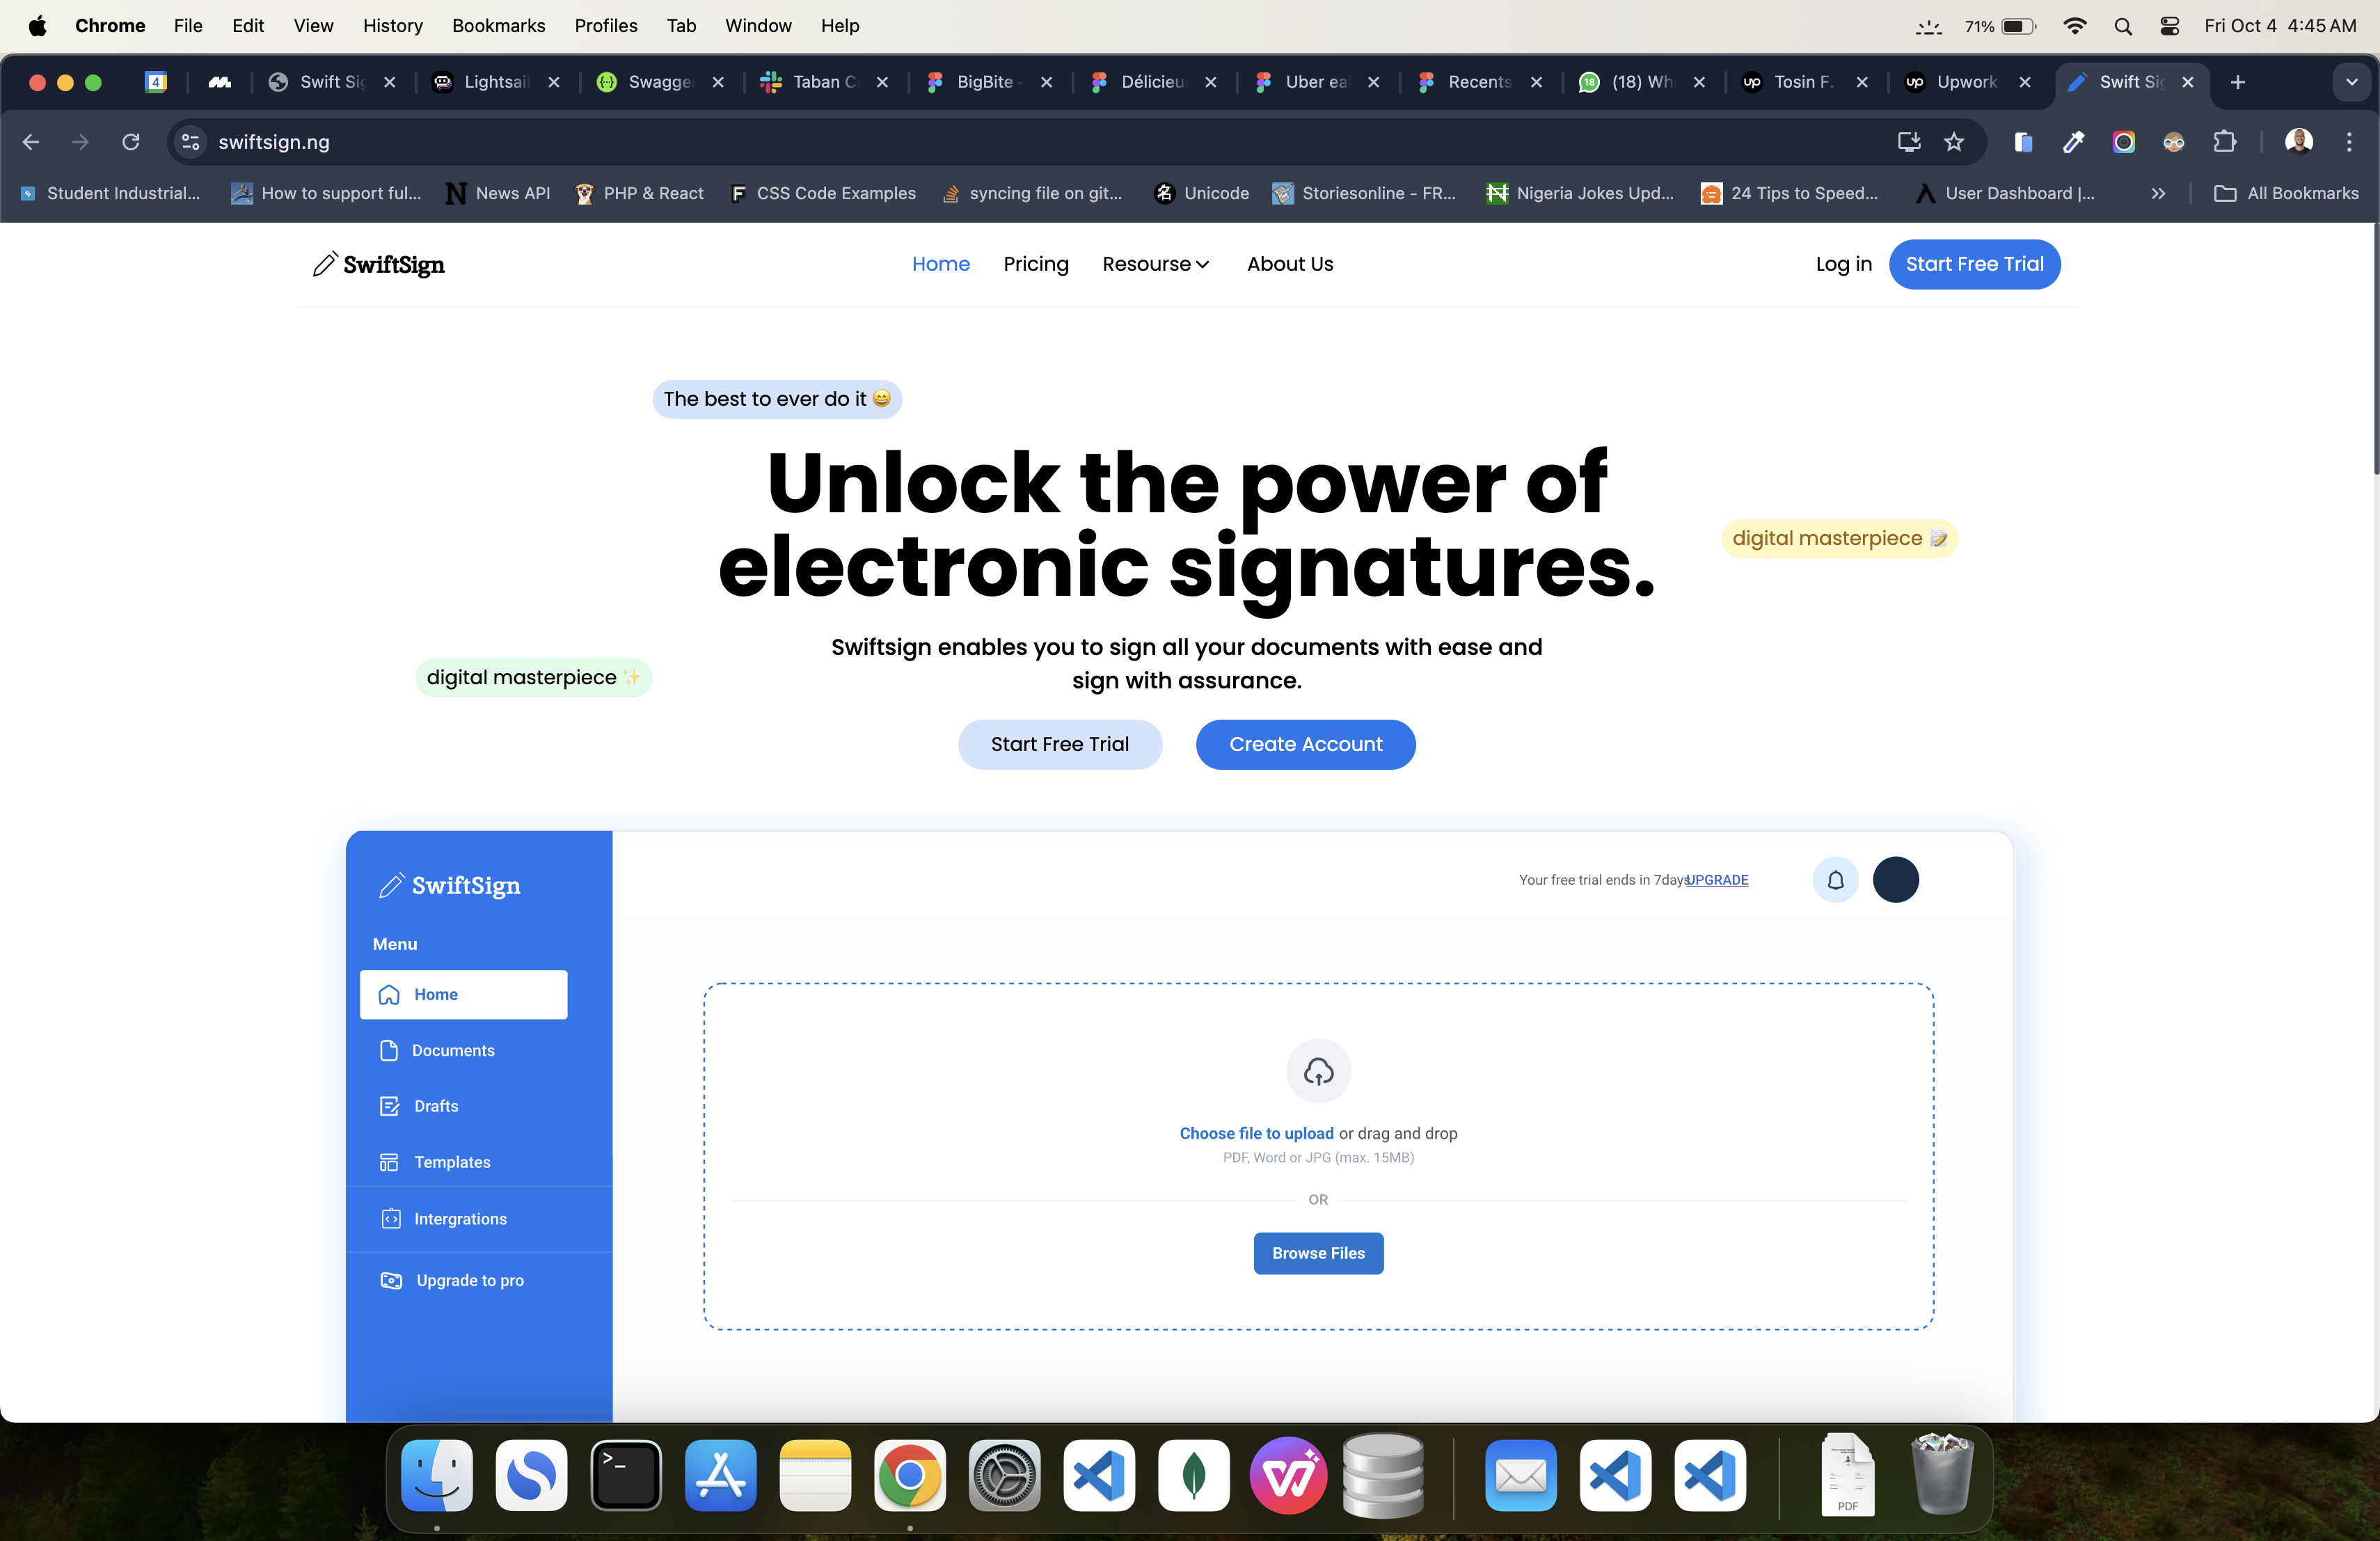 Chrome File Edit View History Bookmarks Profiles Tab Window Help 71% Fri Oct 4 4:45 AM
4 Swift Sig Lightsail Swagge Taban C BigBite - Délicieu Uber ea Recents 18 (18) Wh Tosin F. Upwork Swift Sig
swiftsign.ng
Student Industrial... How to support ful... News API PHP & React CSS Code Examples syncing file on git... Unicode Storiesonline - FR... Nigeria Jokes Upd... 24 Tips to Speed... User Dashboard |... All Bookmarks
SwiftSign Home Pricing Resourse About Us Log in Start Free Trial
The best to ever do it 😄
Unlock the power of
electronic signatures.
digital masterpiece 📝
Swiftsign enables you to sign all your documents with ease and
sign with assurance.
digital masterpiece ✨
Start Free Trial Create Account
SwiftSign
Your free trial ends in 7days UPGRADE
Menu
Home
Documents
Drafts
Templates
Intergrations
Upgrade to pro
Choose file to upload or drag and drop
PDF, Word or JPG (max. 15MB)
OR
Browse Files
PDF